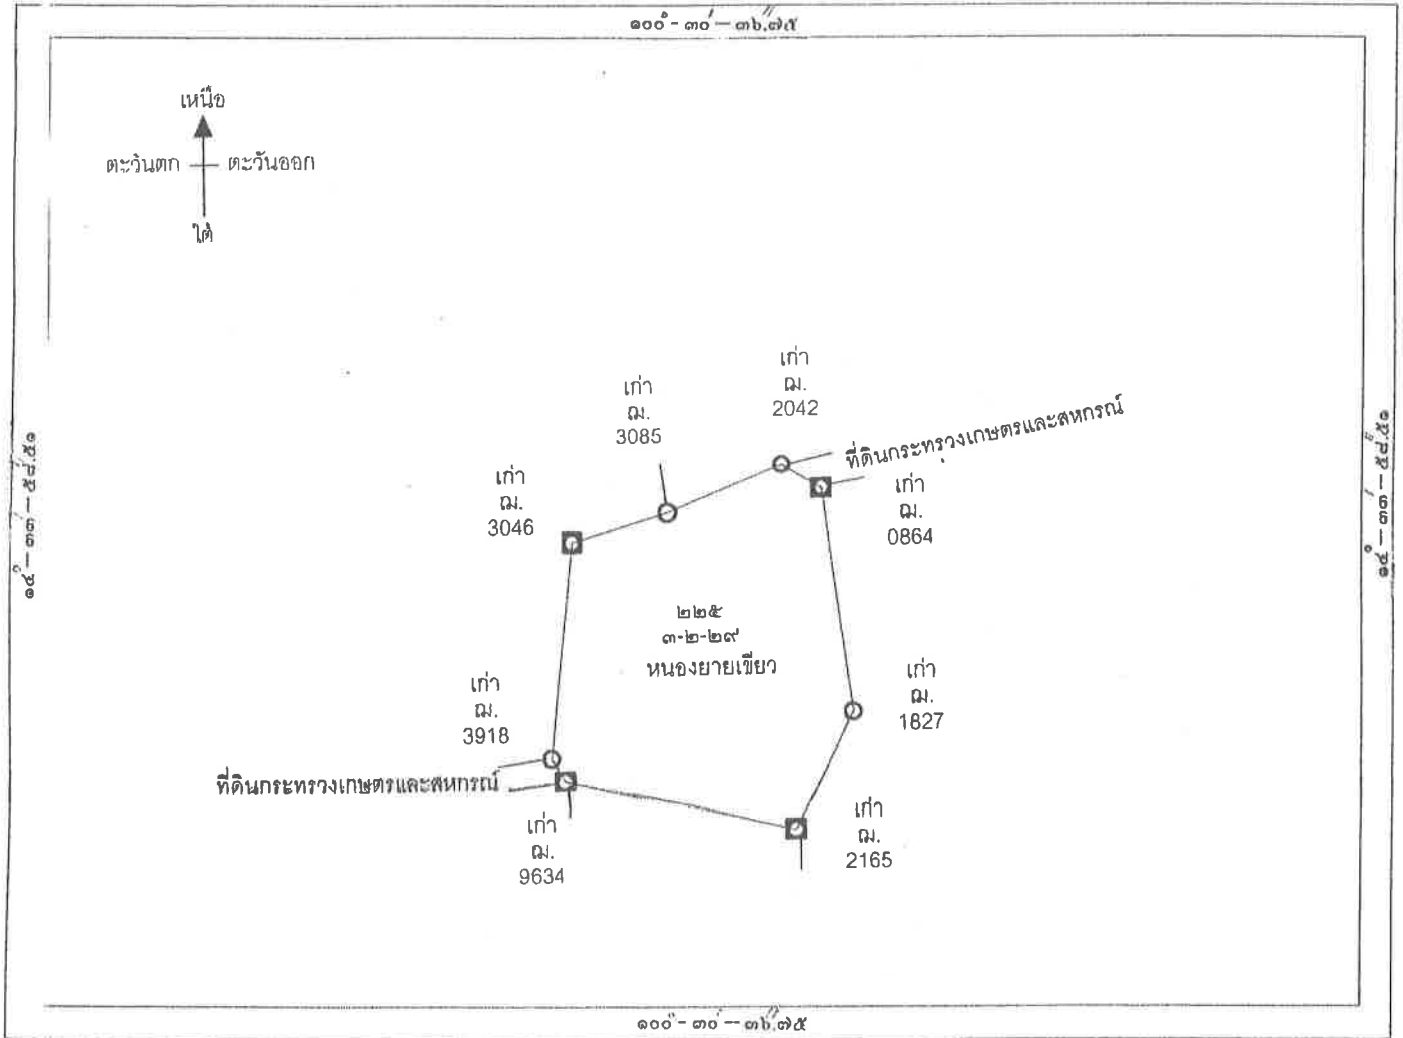 ๑๐๐° - ๓๐' - ๓๖.๗๕"
เหนือ
ตะวันตก ตะวันออก
ใต้
เก่า
ฌ.
2042
เก่า
ฌ.
3085
ที่ดินกระทรวงเกษตรและสหกรณ์
เก่า
ฌ.
3046
เก่า
ฌ.
0864
๒๒๕
๓-๒-๒๙
หนองยายเขียว
เก่า
ฌ.
1827
เก่า
ฌ.
3918
ที่ดินกระทรวงเกษตรและสหกรณ์
เก่า
ฌ.
9634
เก่า
ฌ.
2165
๑๐๐° - ๓๐' - ๓๖.๗๕"